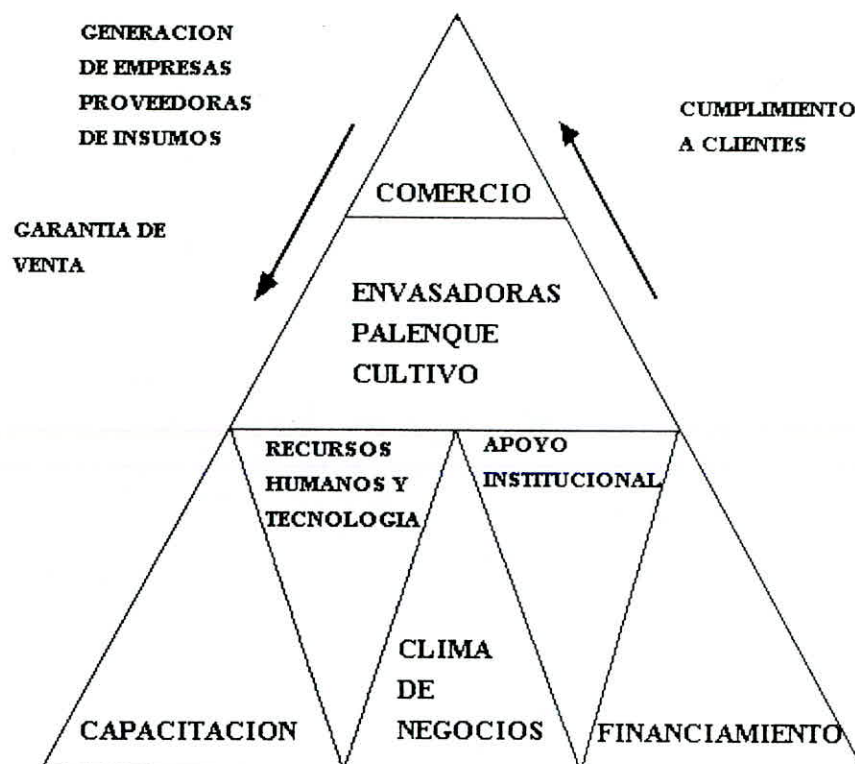 GENERACION
DE EMPRESAS
PROVEEDORAS
DE INSUMOS
CUMPLIMIENTO
A CLIENTES
COMERCIO
GARANTIA DE
VENTA
ENVASADORAS
PALENQUE
CULTIVO
RECURSOS
HUMANOS Y
TECNOLOGIA
APOYO
INSTITUCIONAL
CLIMA
DE
NEGOCIOS
CAPACITACION
FINANCIAMIENTO